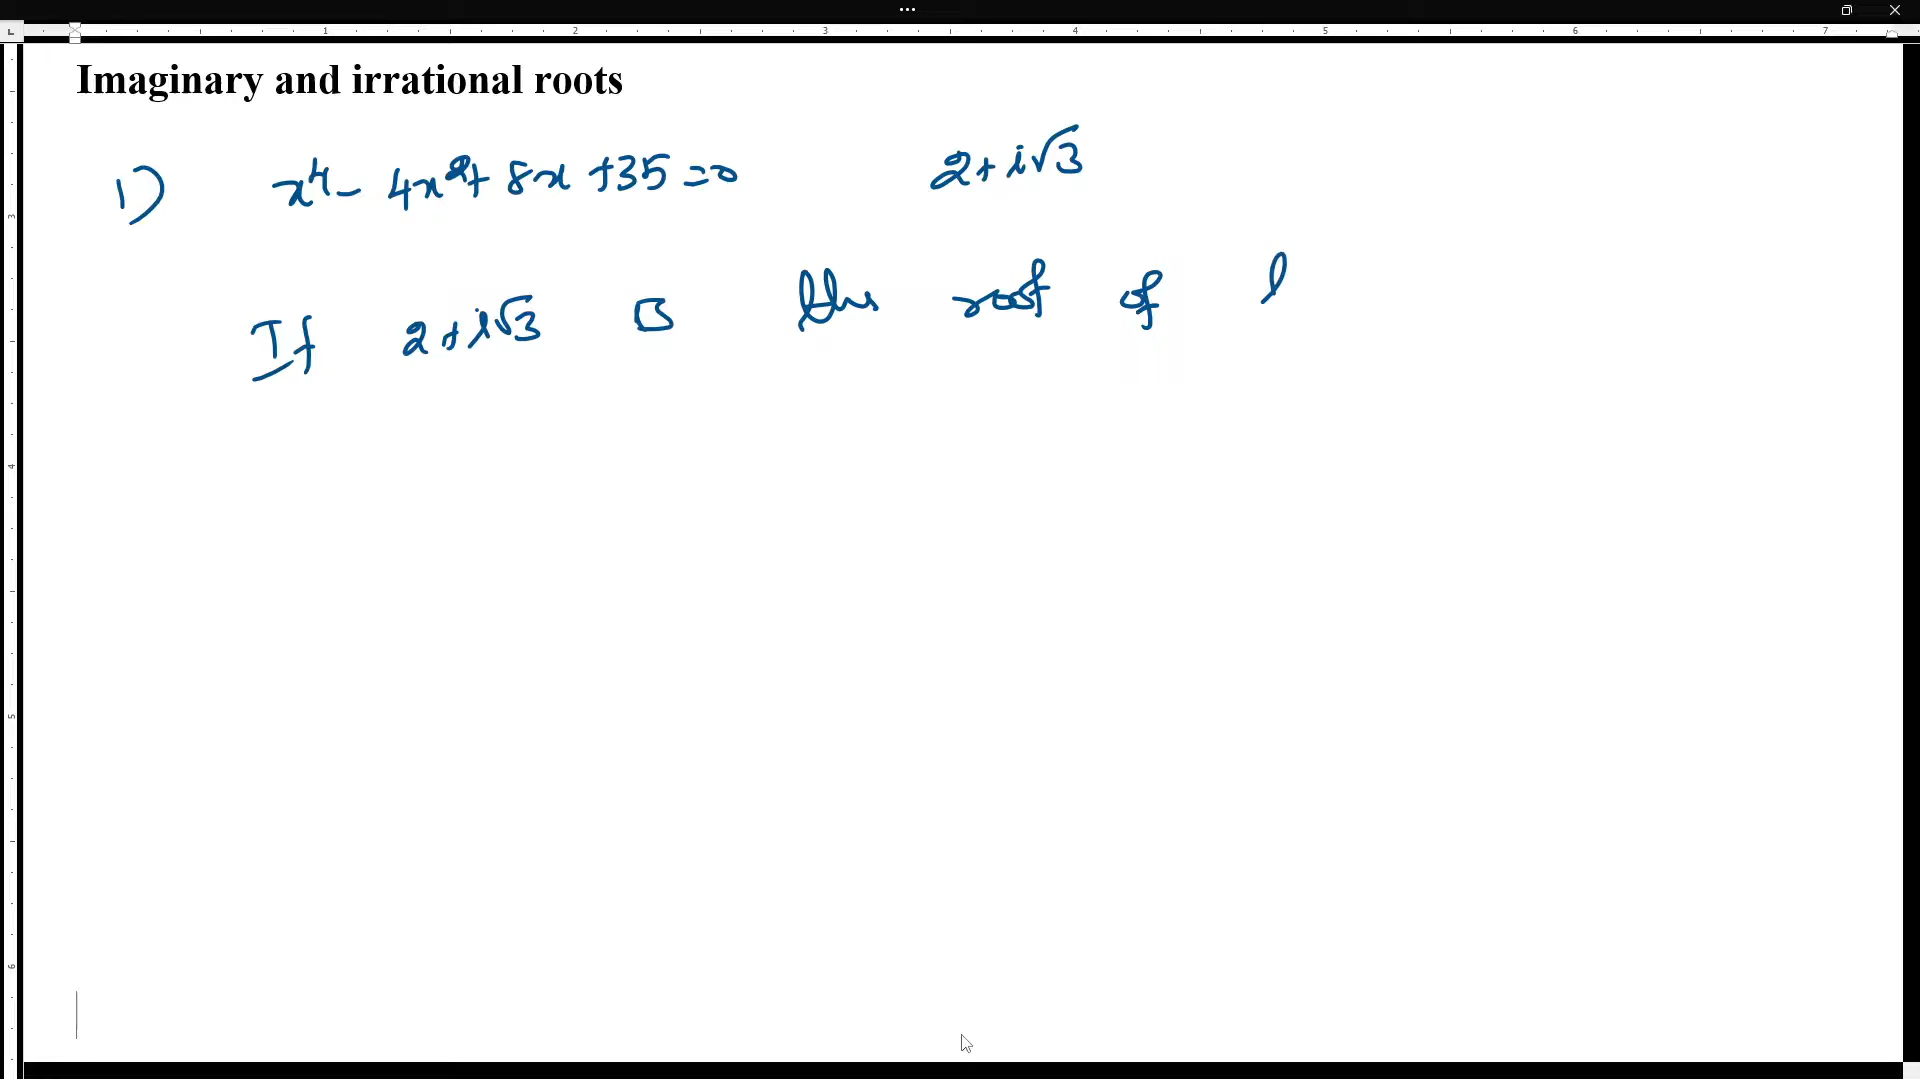 Imaginary and irrational roots
1) x⁴ - 4x² + 8x + 35 = 0 2 + i√3
If 2 + i√3 is the root of